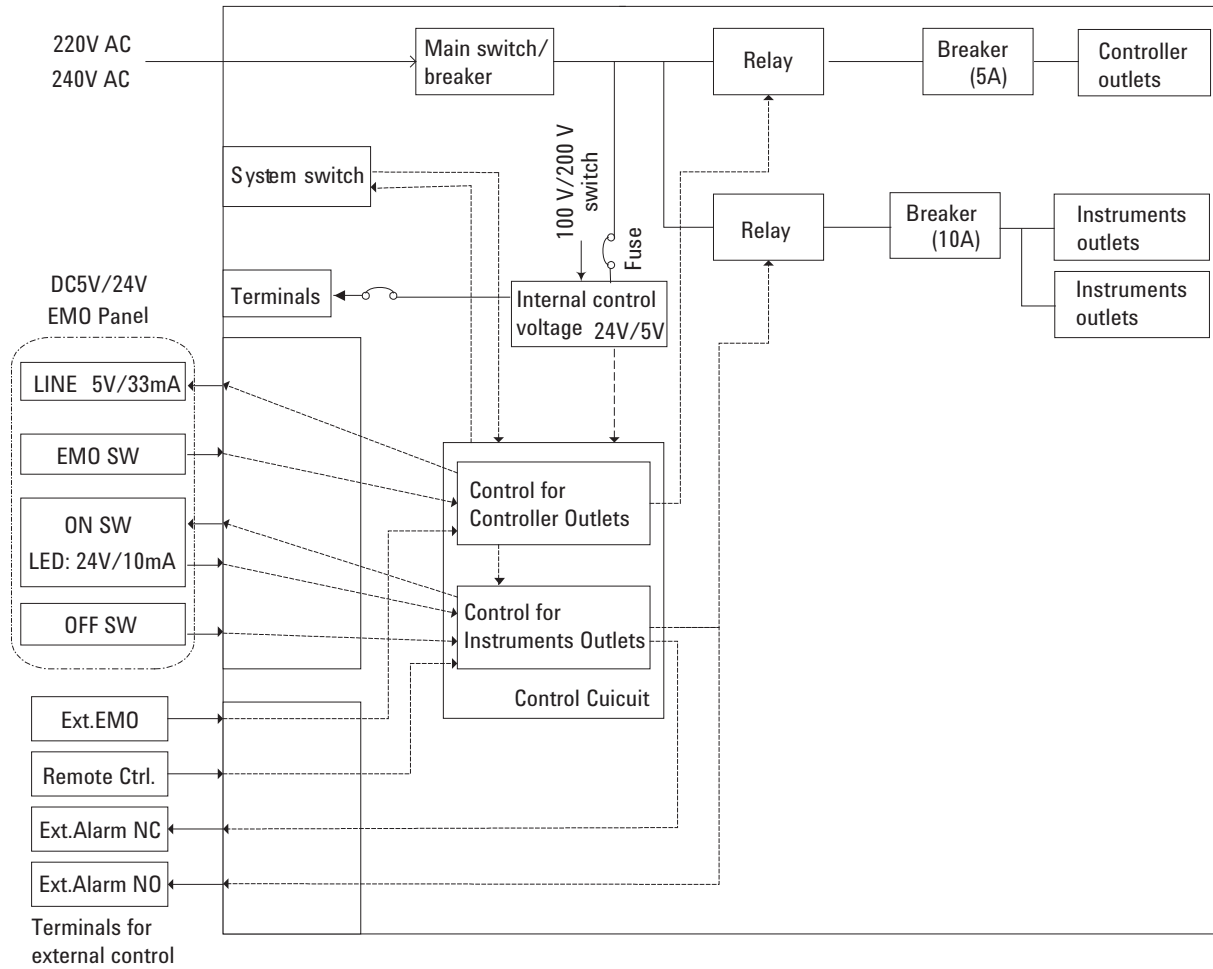 220V AC
240V AC
Main switch/
breaker
Relay
Breaker
(5A)
Controller
outlets
System switch
100 V/200 V
switch
Fuse
Relay
Breaker
(10A)
Instruments
outlets
Instruments
outlets
DC5V/24V
EMO Panel
Terminals
Internal control
voltage 24V/5V
LINE 5V/33mA
EMO SW
ON SW
LED: 24V/10mA
OFF SW
Control for
Controller Outlets
Control for
Instruments Outlets
Control Cuicuit
Ext.EMO
Remote Ctrl.
Ext.Alarm NC
Ext.Alarm NO
Terminals for
external control